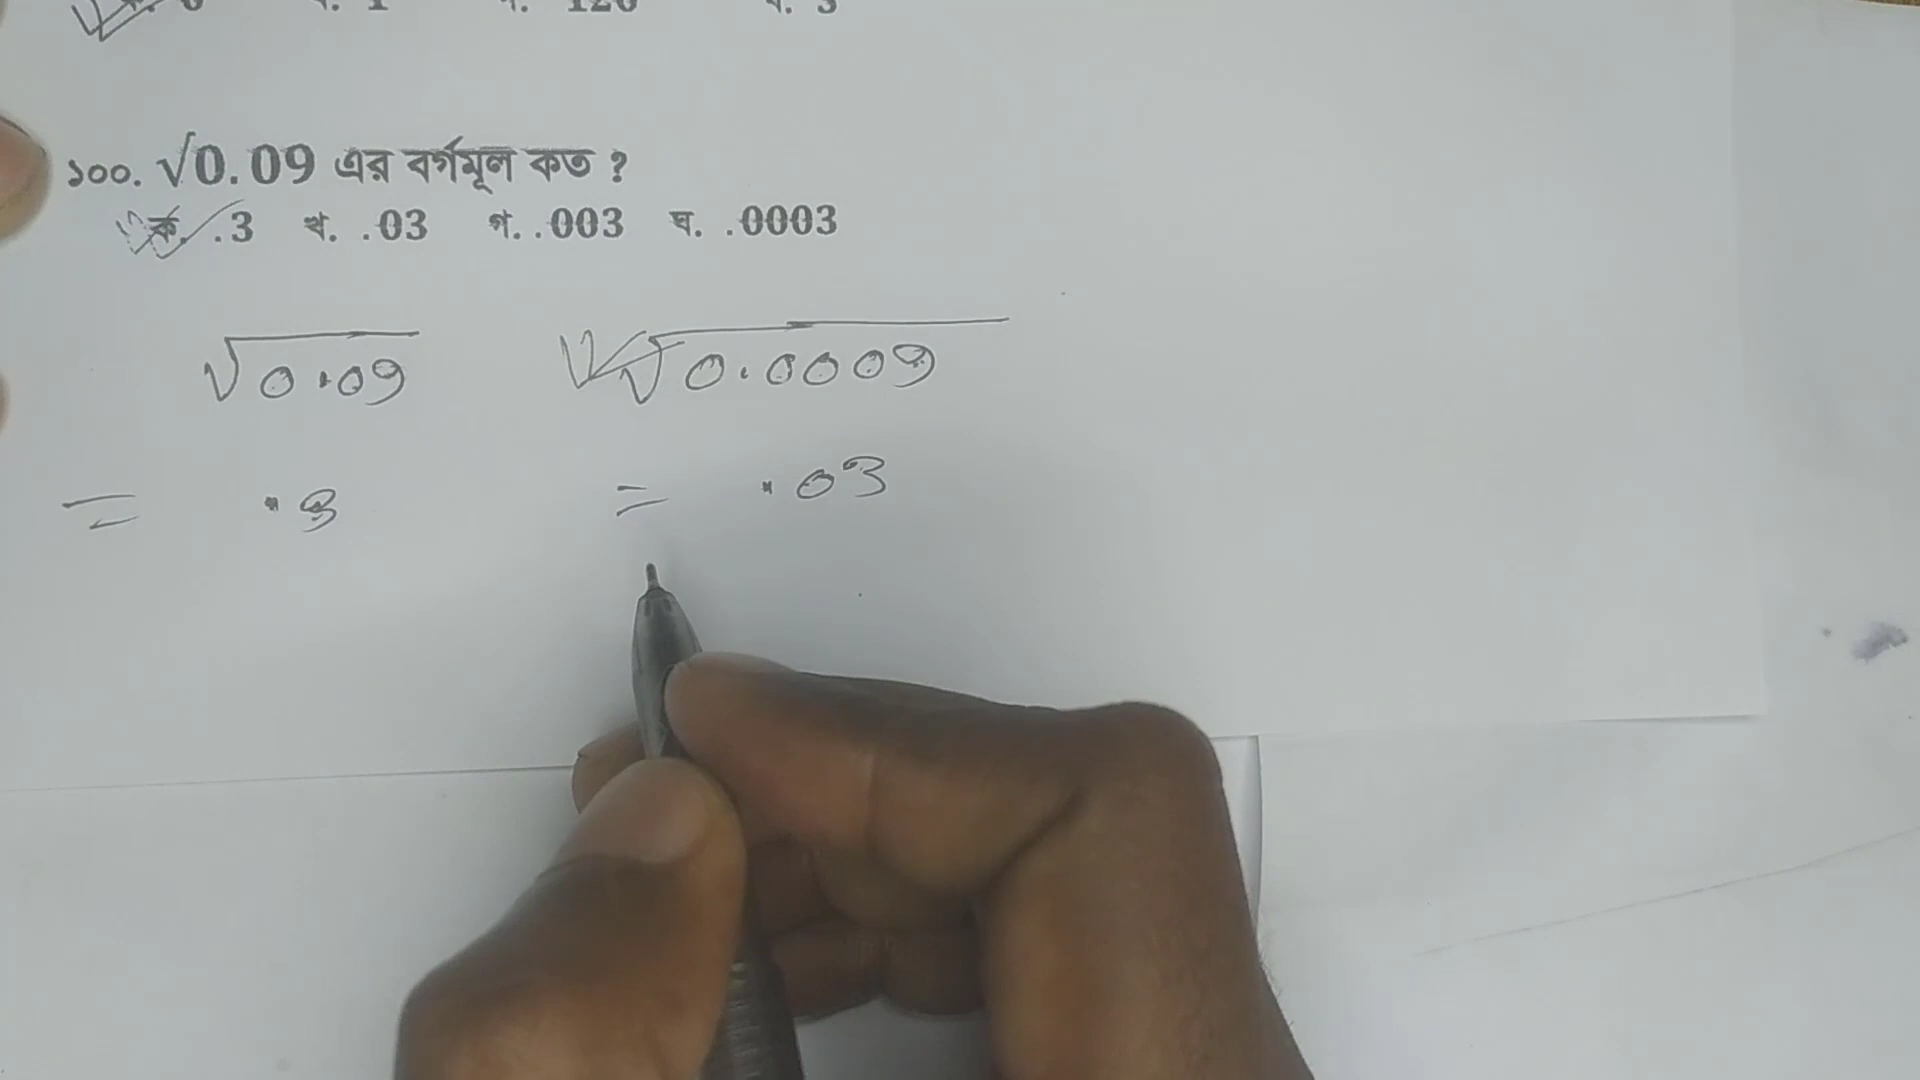 ১০০. √0.09 এর বর্গমূল কত ?
ক. .3 খ. .03 গ. .003 ঘ. .0003
√0.09 √0.0009
= .3 = .03